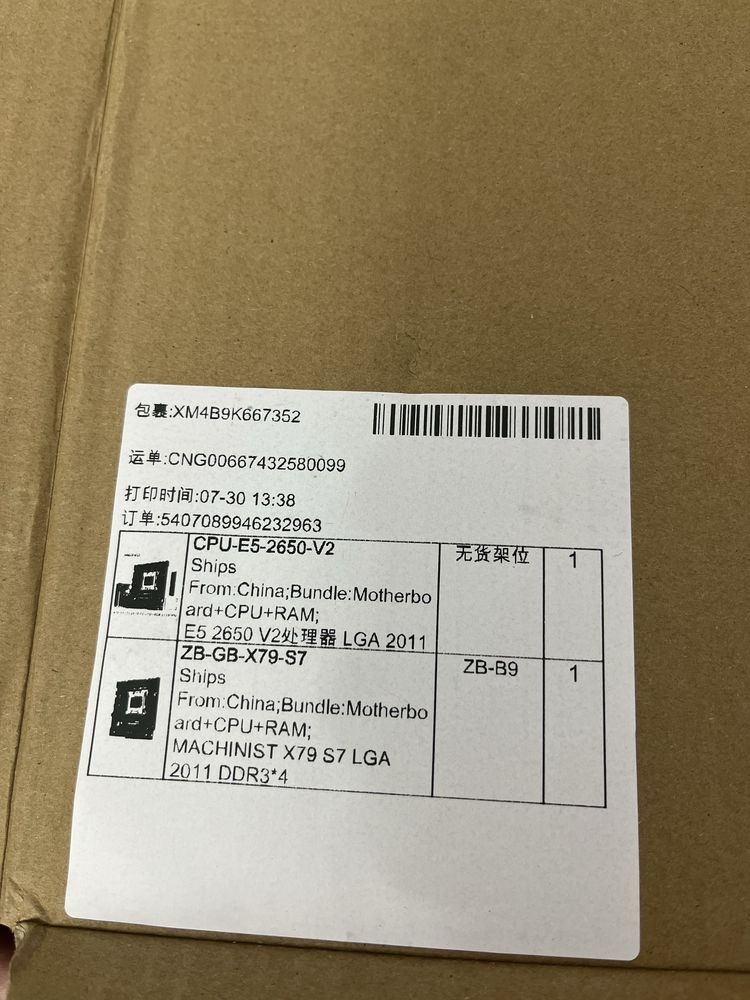 包裹:XM4B9K667352
运单:CNG00667432580099
打印时间:07-30 13:38
订单:5407089946232963
CPU-E5-2650-V2
Ships
From:China;Bundle:Motherbo
ard+CPU+RAM;
E5 2650 V2处理器 LGA 2011
无货架位
1
ZB-GB-X79-S7
Ships
From:China;Bundle:Motherbo
ard+CPU+RAM;
MACHINIST X79 S7 LGA
2011 DDR3*4
ZB-B9
1